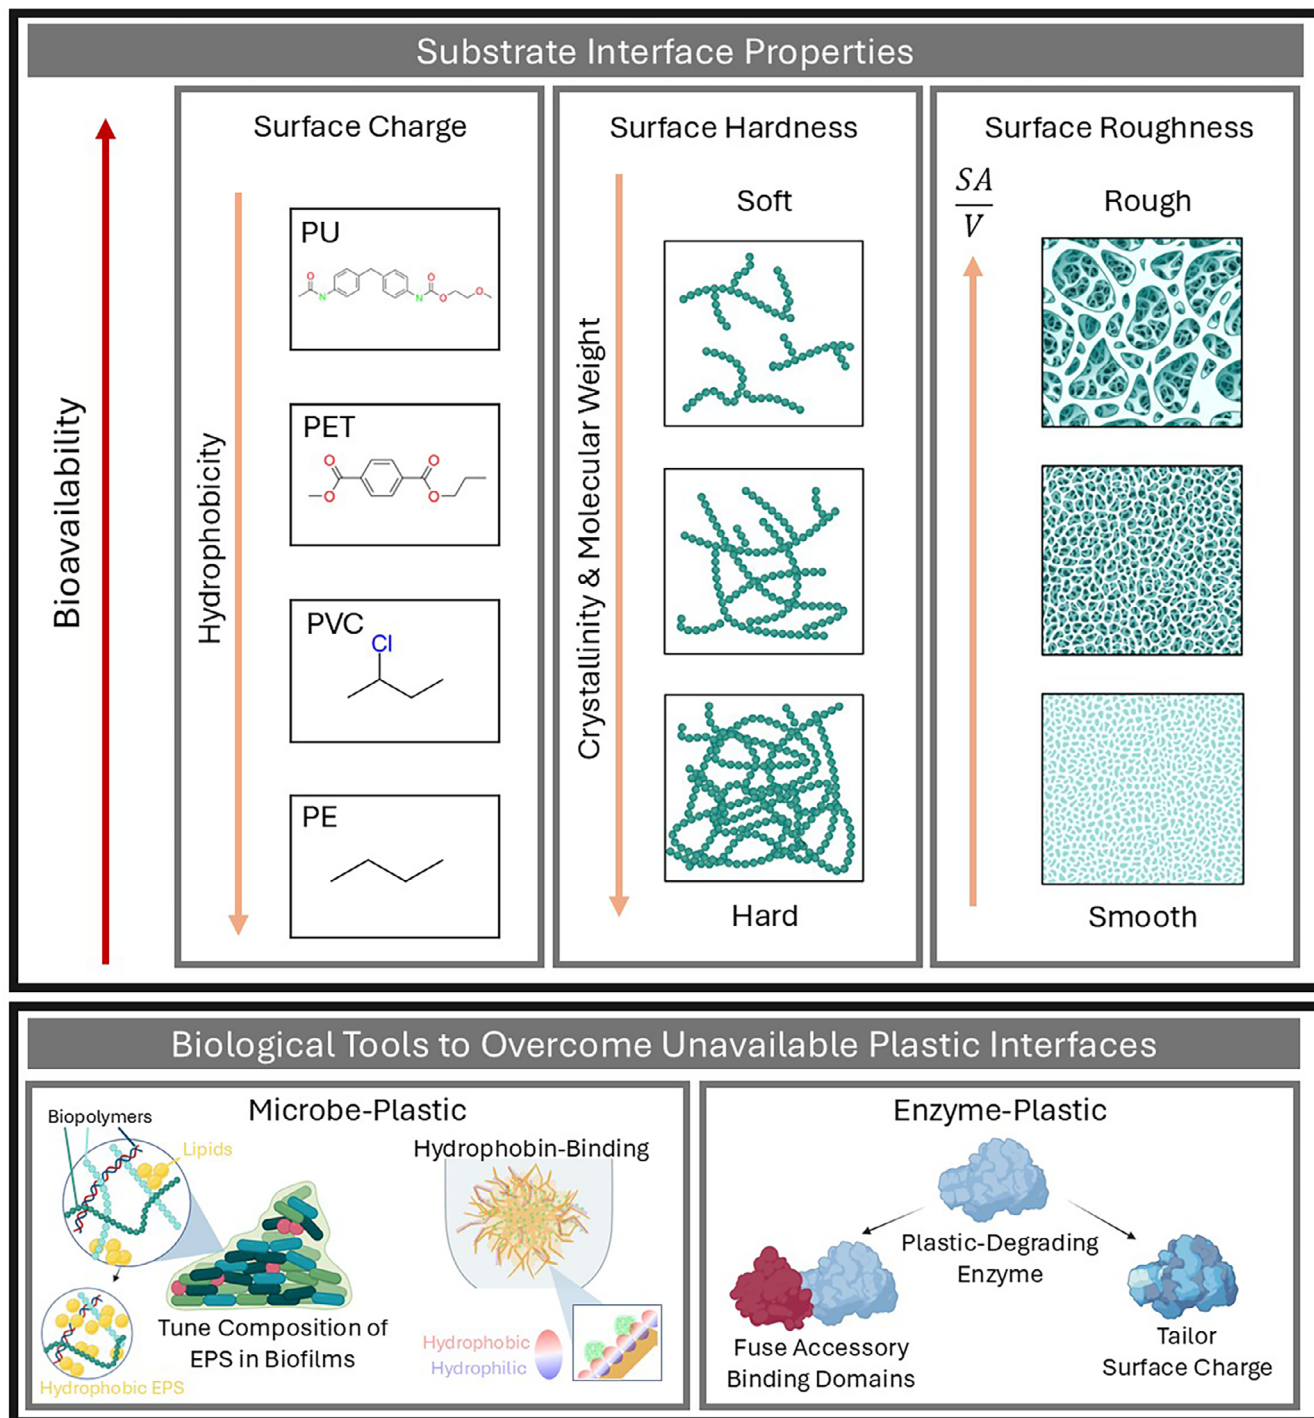 Substrate Interface Properties
Bioavailability
Surface Charge
Hydrophobicity
PU
O
N
N
O
O
O
PET
O
O
O
O
PVC
Cl
PE
Surface Hardness
Crystallinity & Molecular Weight
Soft
Hard
Surface Roughness
SA
V
Rough
Smooth
Biological Tools to Overcome Unavailable Plastic Interfaces
Microbe-Plastic
Biopolymers
Lipids
Hydrophobic EPS
Tune Composition of
EPS in Biofilms
Hydrophobin-Binding
Hydrophobic
Hydrophilic
Enzyme-Plastic
Plastic-Degrading
Enzyme
Fuse Accessory
Binding Domains
Tailor
Surface Charge